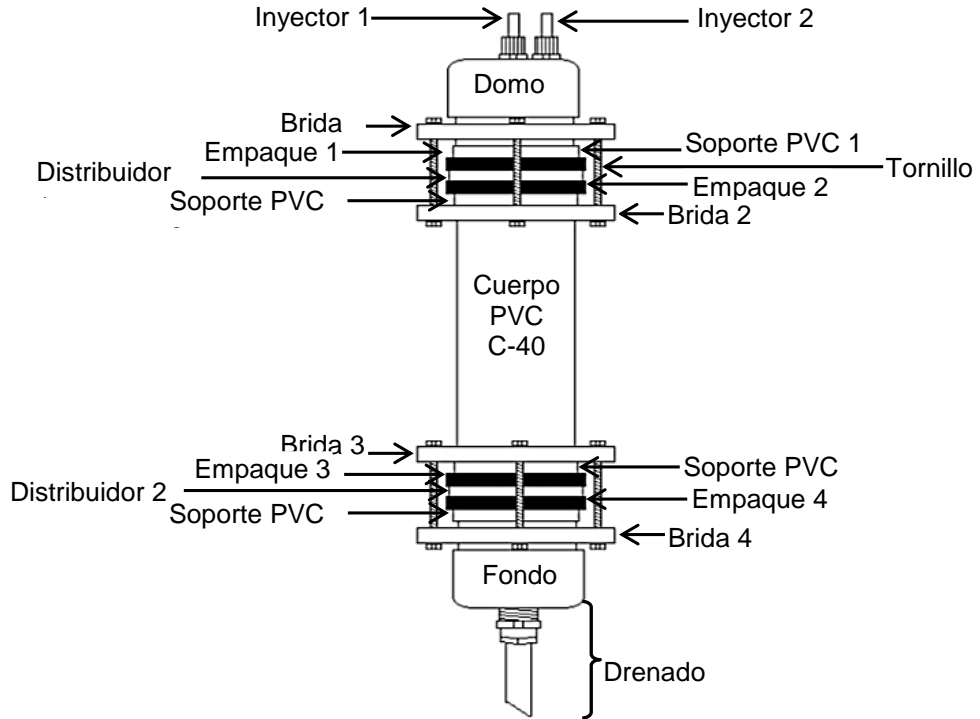 Inyector 1
Inyector 2
Domo
Brida
Empaque 1
Soporte PVC 1
Distribuidor
Tornillo
Empaque 2
Soporte PVC
Brida 2
Cuerpo
PVC
C-40
Brida 3
Empaque 3
Soporte PVC
Distribuidor 2
Empaque 4
Soporte PVC
Brida 4
Fondo
Drenado